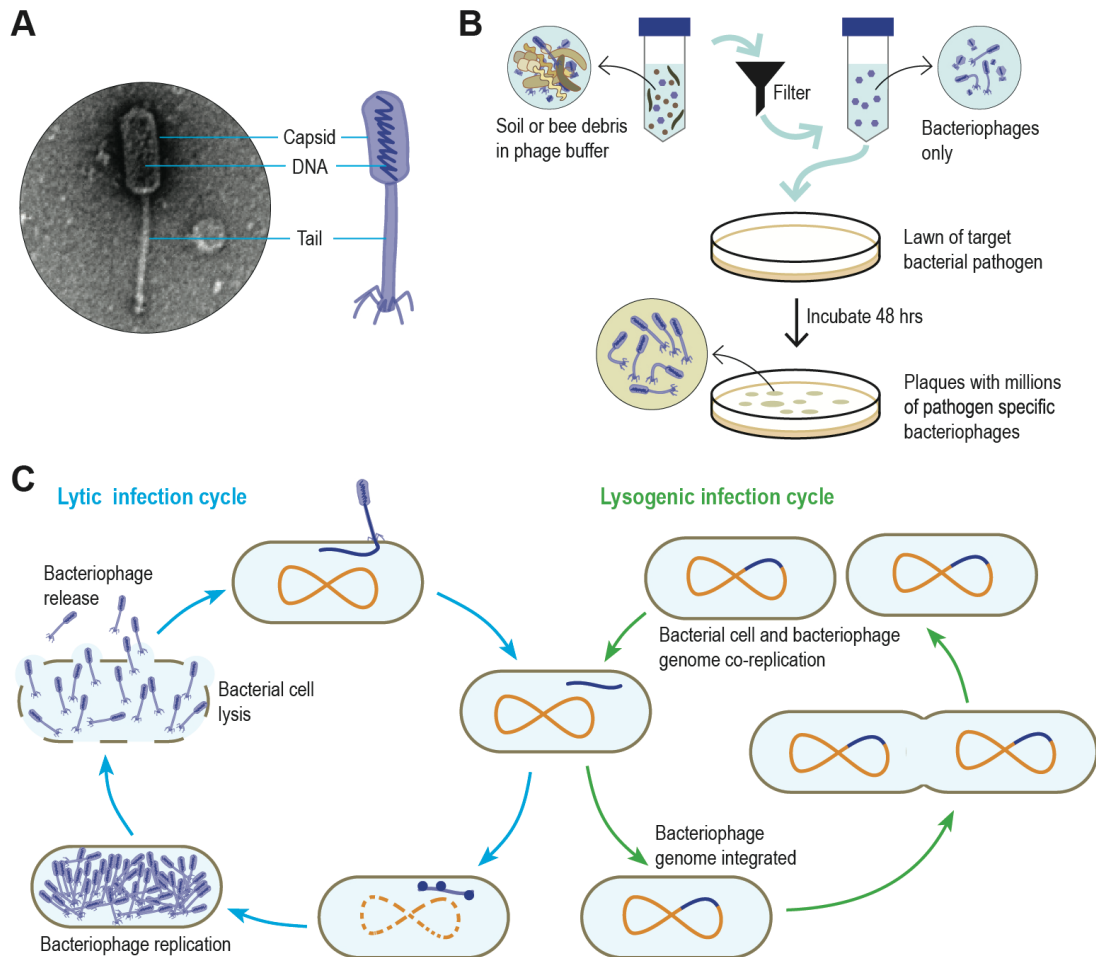 A
Capsid
DNA
Tail
B
Soil or bee debris
in phage buffer
Filter
Bacteriophages
only
Lawn of target
bacterial pathogen
Incubate 48 hrs
Plaques with millions
of pathogen specific
bacteriophages
C
Lytic infection cycle
Bacteriophage
release
Bacterial cell
lysis
Bacteriophage replication
Lysogenic infection cycle
Bacterial cell and bacteriophage
genome co-replication
Bacteriophage
genome integrated